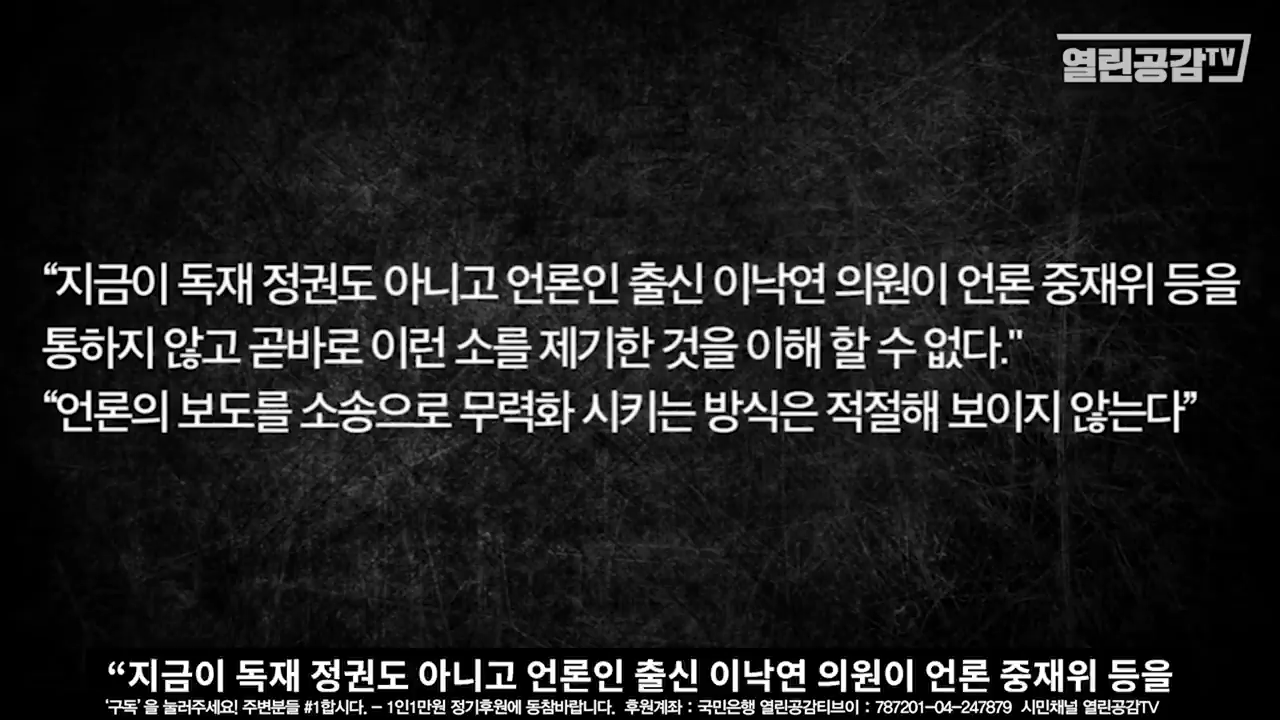 열린공감TV
“지금이 독재 정권도 아니고 언론인 출신 이낙연 의원이 언론 중재위 등을
통하지 않고 곧바로 이런 소를 제기한 것을 이해 할 수 없다."
“언론의 보도를 소송으로 무력화 시키는 방식은 적절해 보이지 않는다”
“지금이 독재 정권도 아니고 언론인 출신 이낙연 의원이 언론 중재위 등을
‘구독’을 눌러주세요! 주변분들 #1합시다. - 1인1만원 정기후원에 동참바랍니다. 후원계좌 : 국민은행 열린공감티브이 : 787201-04-247879 시민채널 열린공감TV